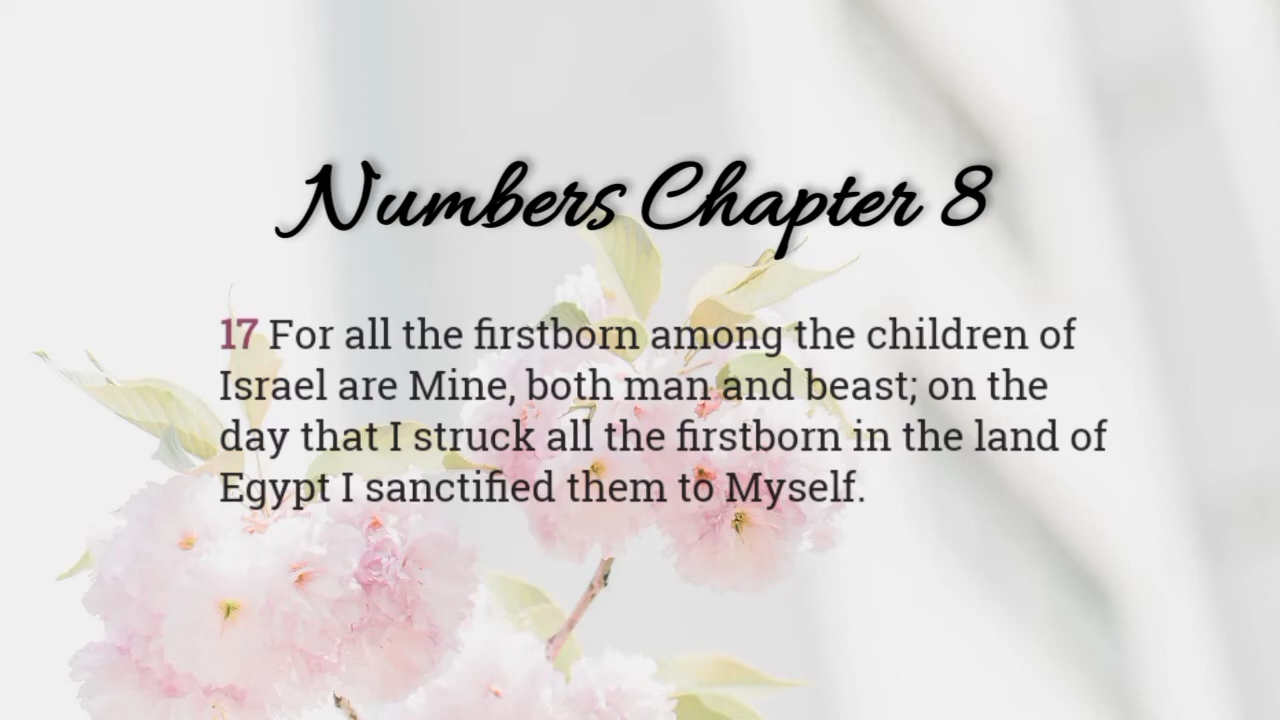 Numbers Chapter 8
17 For all the firstborn among the children of
Israel are Mine, both man and beast; on the
day that I struck all the firstborn in the land of
Egypt I sanctified them to Myself.